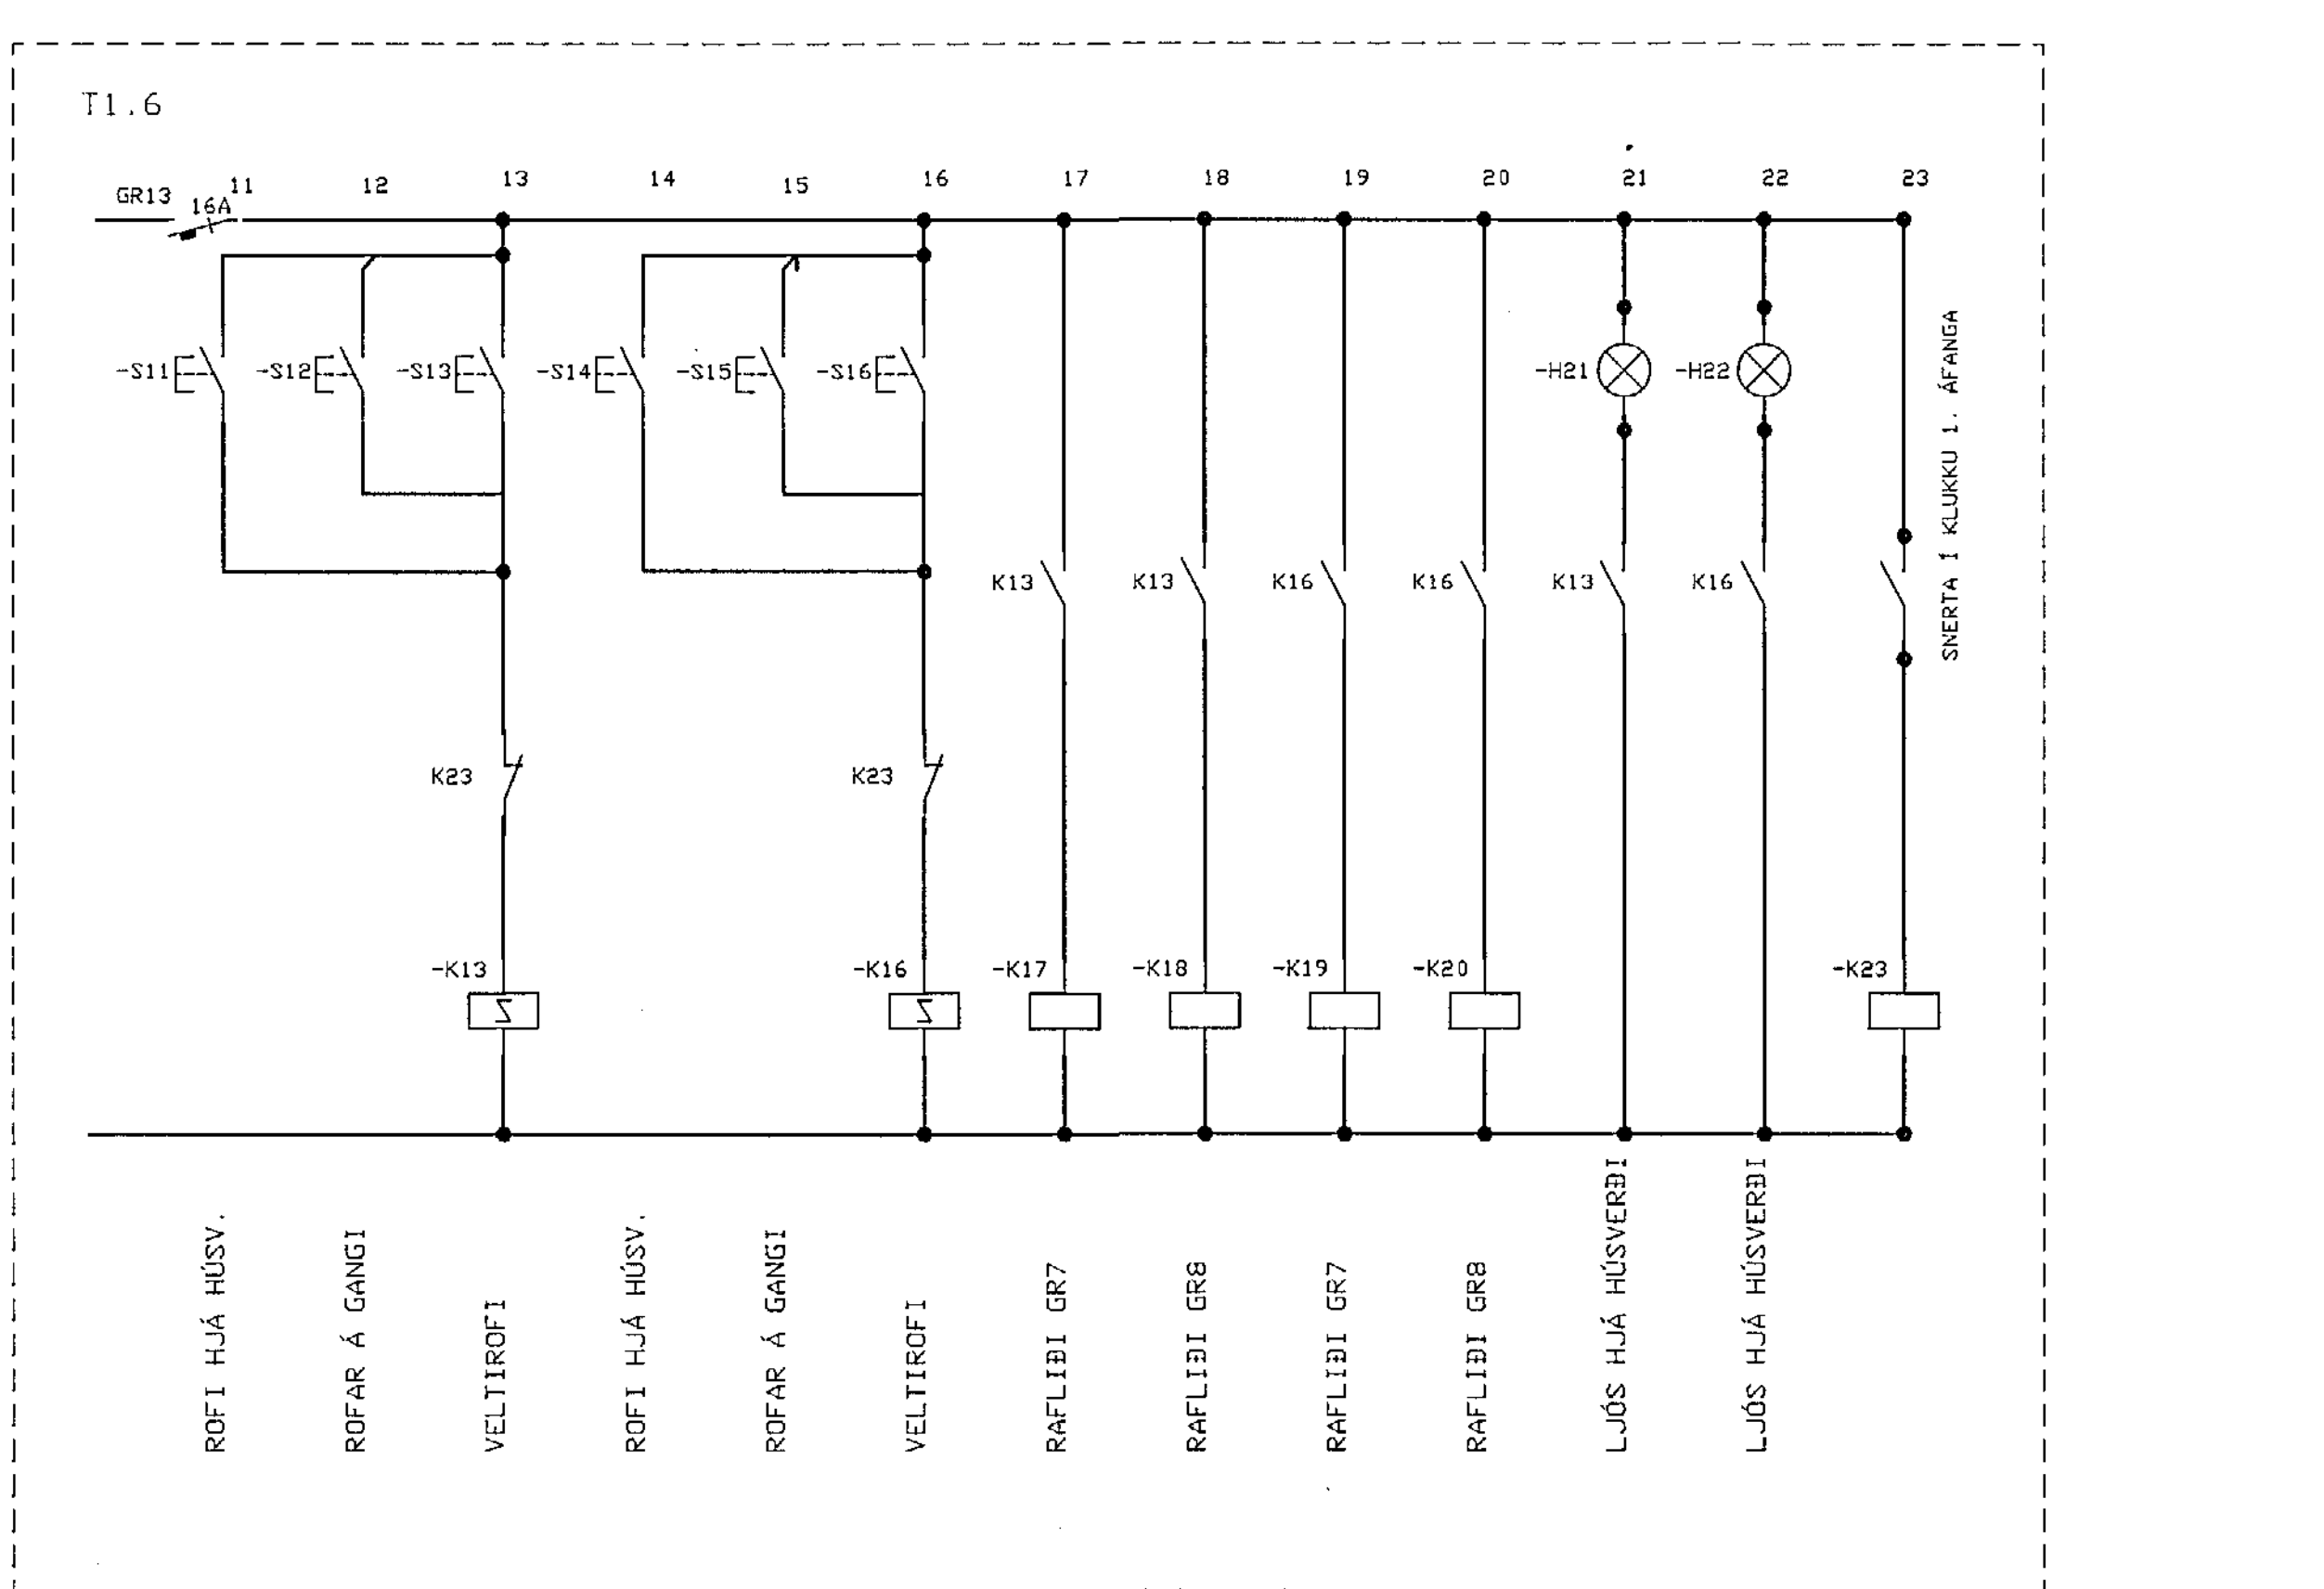 T1.6
11 12 13 14 15 16 17 18 19 20 21 22 23
GR13 16A
-S11 -S12 -S13 -S14 -S15 -S16 -H21 -H22
K13 K13 K16 K16 K13 K16
SNERTA Í KLUKKU 1. ÁFANGA
K23 K23
-K13 -K16 -K17 -K18 -K19 -K20 -K23
ROFI HJÁ HÚSV.
ROFAR Á GANGI
VELTIROFI
ROFI HJÁ HÚSV.
ROFAR Á GANGI
VELTIROFI
RAFLIÐI GR7
RAFLIÐI GR8
RAFLIÐI GR7
RAFLIÐI GR8
LJÓS HJÁ HÚSVERÐI
LJÓS HJÁ HÚSVERÐI